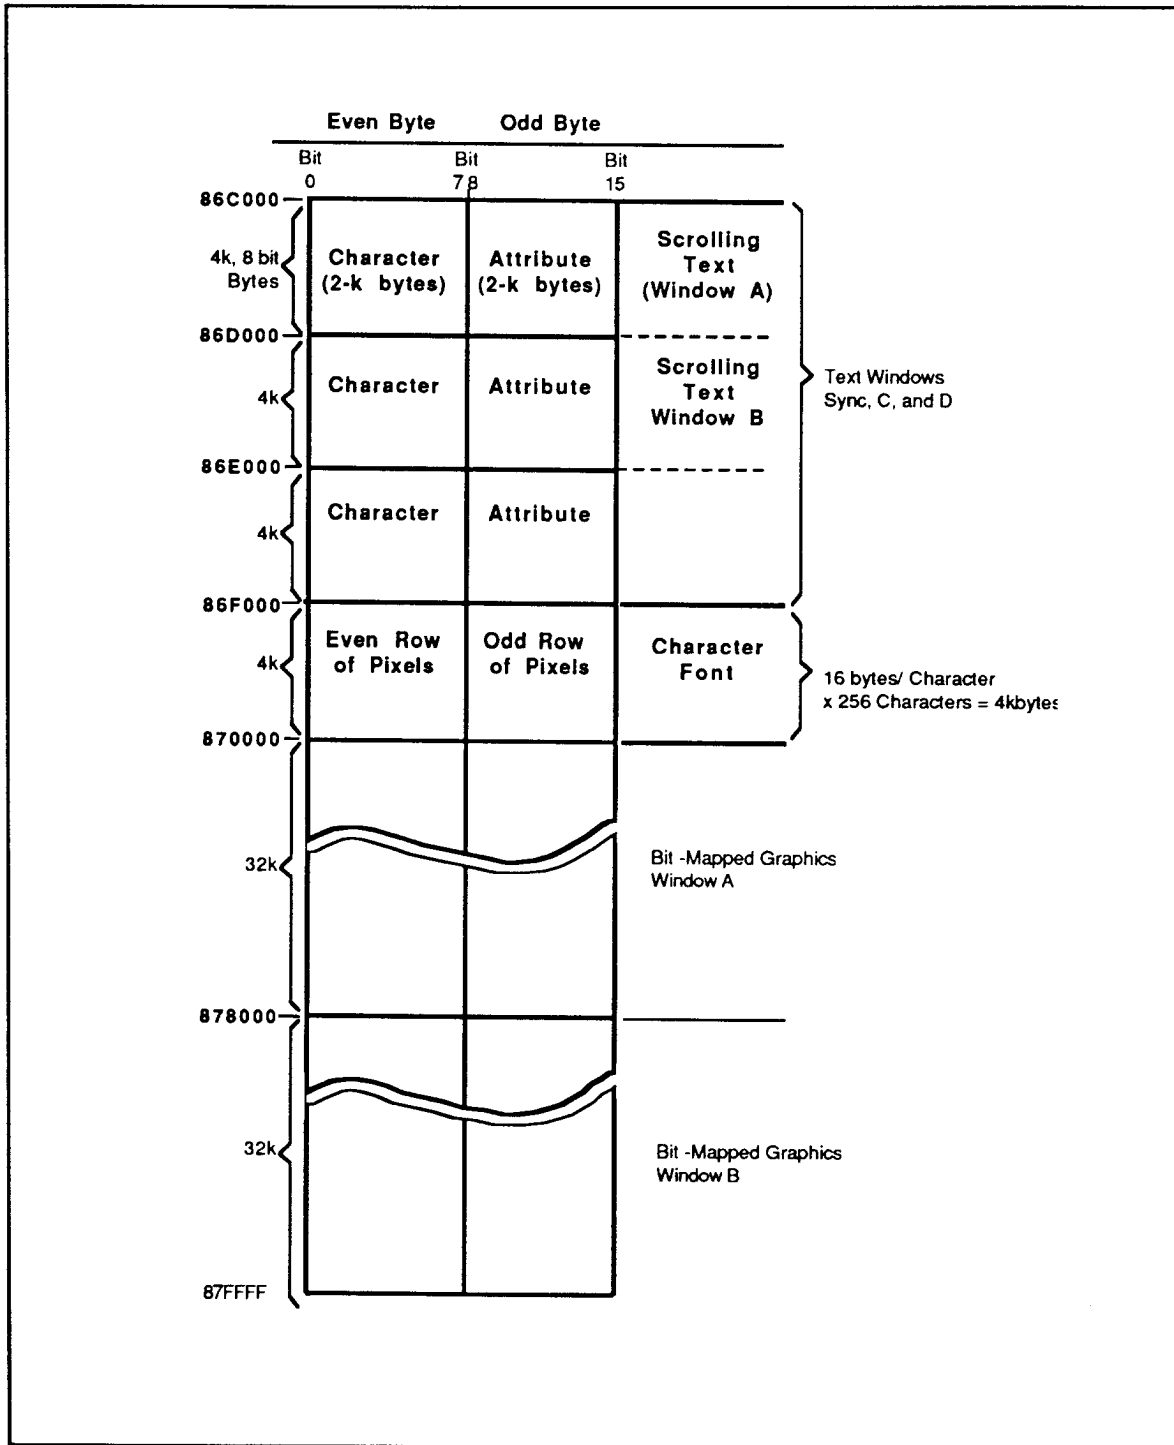 Even Byte Odd Byte
Bit Bit Bit
0 7 8 15
86C000
4k, 8 bit
Bytes
Character
(2-k bytes)
Attribute
(2-k bytes)
Scrolling
Text
(Window A)
86D000
4k
Character
Attribute
Scrolling
Text
Window B
Text Windows
Sync, C, and D
86E000
4k
Character
Attribute
86F000
4k
Even Row
of Pixels
Odd Row
of Pixels
Character
Font
16 bytes/ Character
x 256 Characters = 4kbytes
870000
32k
Bit -Mapped Graphics
Window A
878000
32k
Bit -Mapped Graphics
Window B
87FFFF